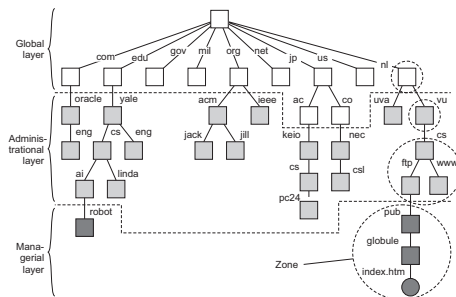 Global
layer
com
edu
gov
mil
org
net
jp
us
nl
oracle
yale
acm
ieee
ac
co
uva
vu
eng
cs
eng
jack
jill
keio
nec
cs
Adminis-
trational
layer
ai
linda
cs
csl
ftp
www
pc24
robot
pub
Mana-
gerial
layer
globule
Zone
index.htm